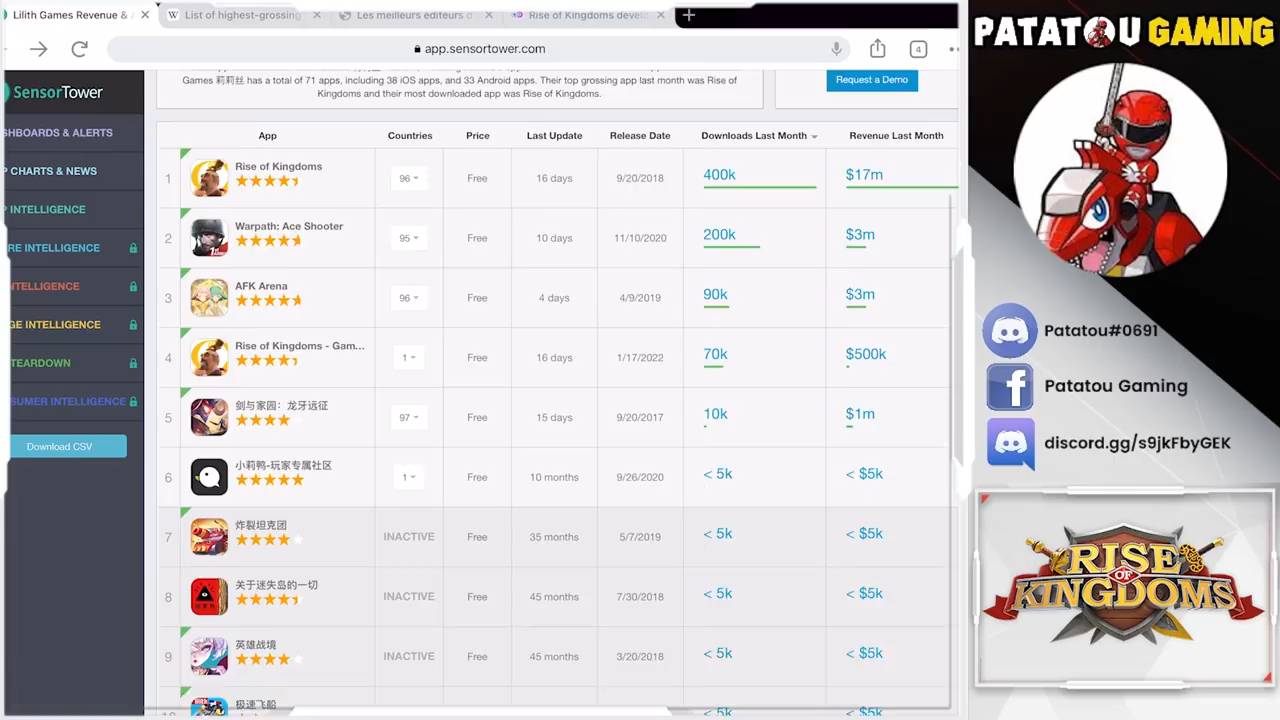 Lilith Games Revenue &
List of highest-grossing
Les meilleurs éditeurs d
Rise of Kingdoms devel
app.sensortower.com
4
PATATOU GAMING
SensorTower
Games 莉莉丝 has a total of 71 apps, including 38 iOS apps, and 33 Android apps. Their top grossing app last month was Rise of
Kingdoms and their most downloaded app was Rise of Kingdoms.
Request a Demo
SHBOARDS & ALERTS
P CHARTS & NEWS
P INTELLIGENCE
RE INTELLIGENCE
NTELLIGENCE
GE INTELLIGENCE
TEARDOWN
SUMER INTELLIGENCE
Download CSV
App Countries Price Last Update Release Date Downloads Last Month Revenue Last Month
1 Rise of Kingdoms 96 Free 16 days 9/20/2018 400k $17m
2 Warpath: Ace Shooter 95 Free 10 days 11/10/2020 200k $3m
3 AFK Arena 96 Free 4 days 4/9/2019 90k $3m
4 Rise of Kingdoms - Gam... 1 Free 16 days 1/17/2022 70k $500k
5 剑与家园：龙牙远征 97 Free 15 days 9/20/2017 10k $1m
6 小莉鸭-玩家专属社区 1 Free 10 months 9/26/2020 < 5k < $5k
7 炸裂坦克团 INACTIVE Free 35 months 5/7/2019 < 5k < $5k
8 关于迷失岛的一切 INACTIVE Free 45 months 7/30/2018 < 5k < $5k
9 英雄战境 INACTIVE Free 45 months 3/20/2018 < 5k < $5k
极速飞船 < 5k < $5k
Patatou#0691
Patatou Gaming
discord.gg/s9jkFbyGEK
RISE
OF
KINGDOMS